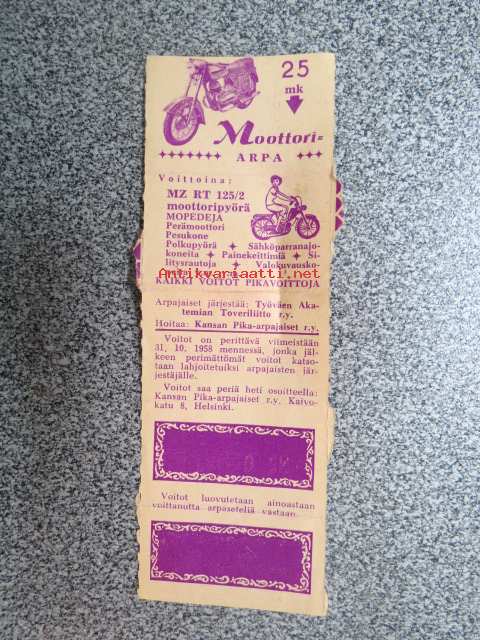 25
mk
Moottori=
ARPA
Voittoina:
MZ RT 125/2
moottoripyörä
MOPEDEJA
Perämoottori
Pesukone
Polkupyörä ✦ Sähköparranajo-
koneita ✦ Painekeittimiä ✦ Si-
litysrautoja ✦ Valokuvausko-
Antikvariaatti.net
KAIKKI VOITOT PIKAVOITTOJA
Arpajaiset järjestää: Työväen Aka-
temian Toveriliitto r.y.
Hoitaa: Kansan Pika-arpajaiset r.y.
Voitot on perittävä viimeistään
31. 10. 1958 mennessä, jonka jäl-
keen perimättömät voitot katso-
taan lahjoitetuiksi arpajaisten jär-
jestäjälle.
Voitot saa periä heti osoitteella:
Kansan Pika-arpajaiset r.y. Kaivo-
katu 8, Helsinki.
Voitot luovutetaan ainoastaan
voittanutta arpaseteliä vastaan.